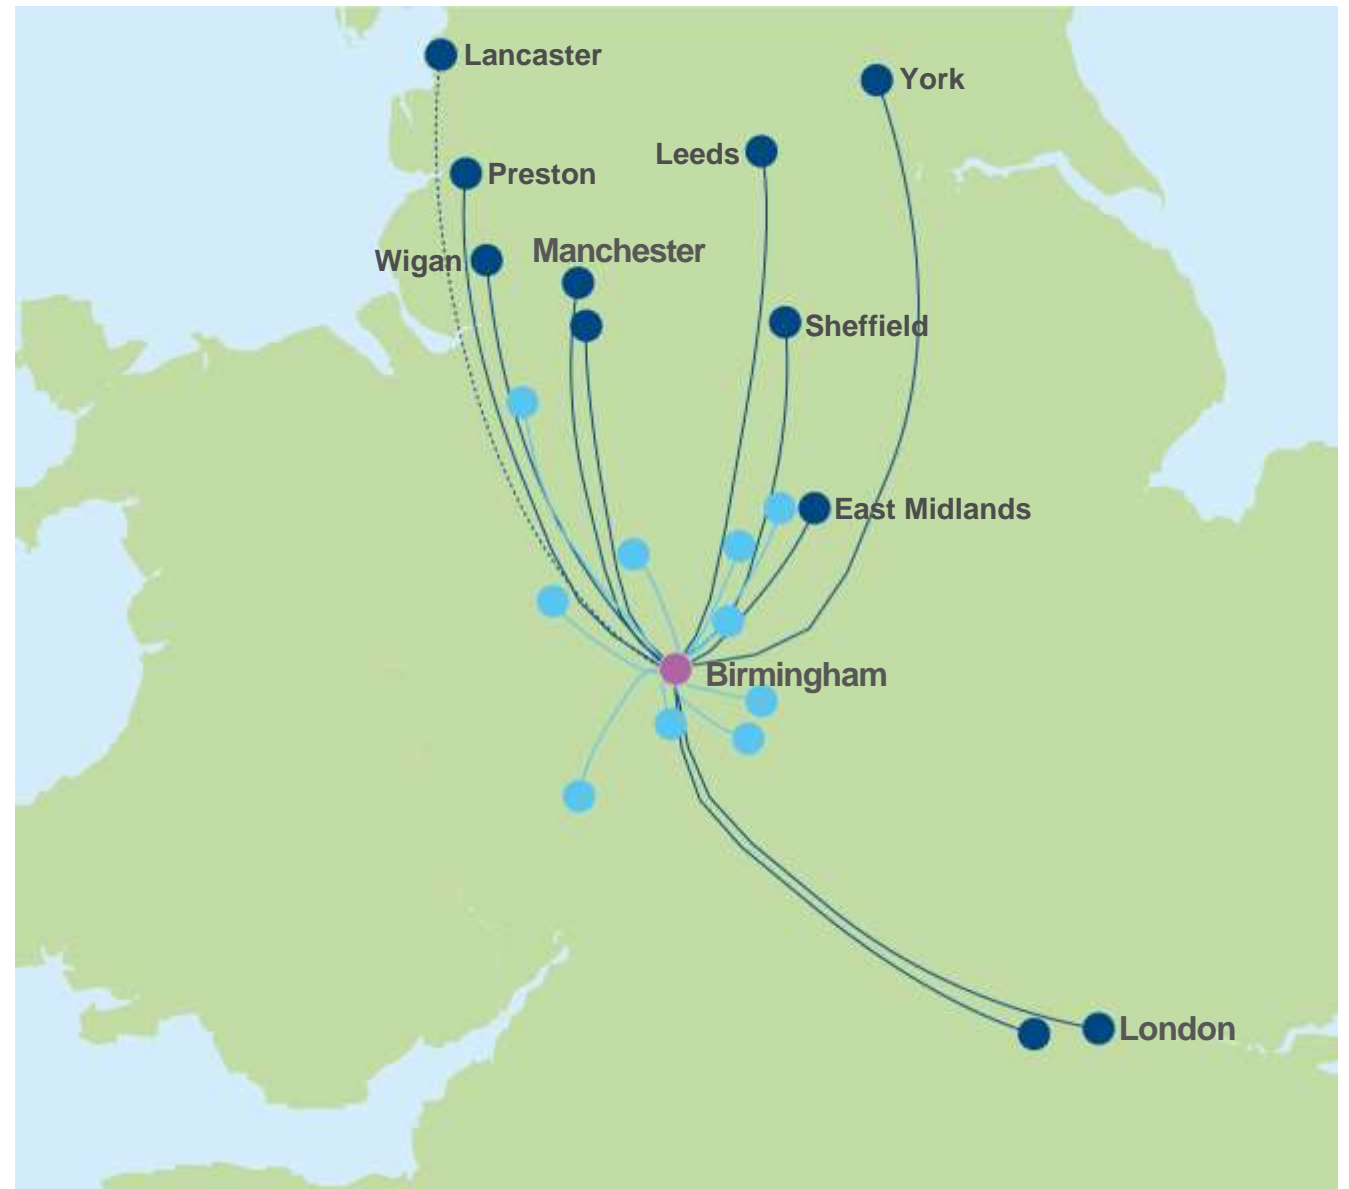 Lancaster
York
Leeds
Preston
Manchester
Wigan
Sheffield
East Midlands
Birmingham
London